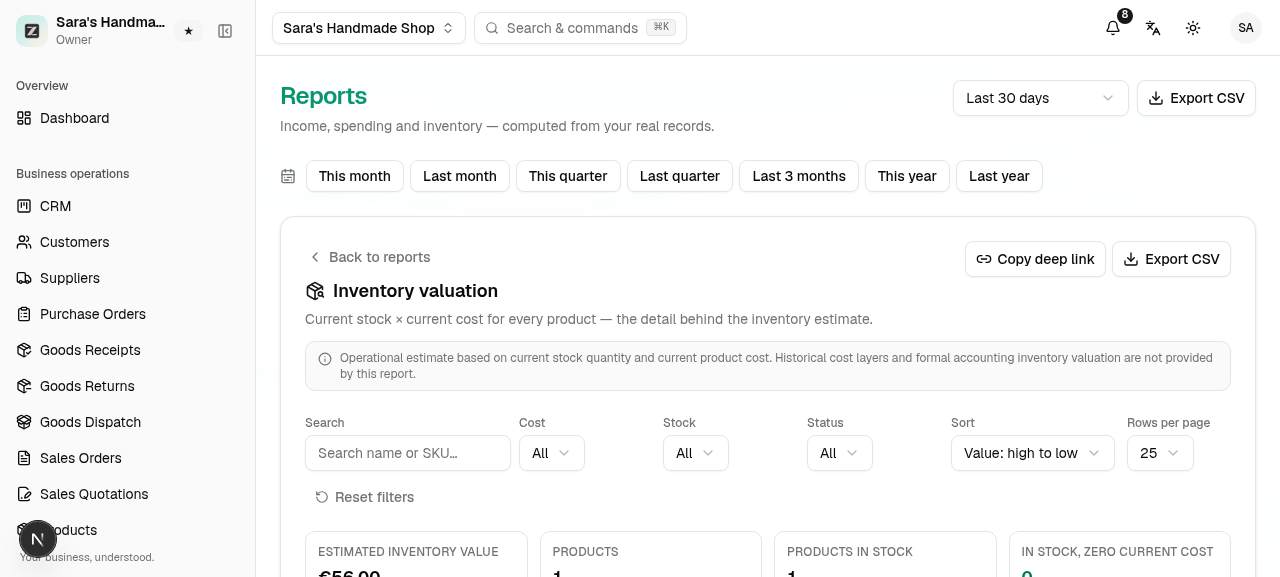 Sara's Handma...
Owner
Overview
Dashboard
Business operations
CRM
Customers
Suppliers
Purchase Orders
Goods Receipts
Goods Returns
Goods Dispatch
Sales Orders
Sales Quotations
N
Your business, understood.
Sara's Handmade Shop
Search & commands
⌘K
8
SA
Reports
Income, spending and inventory — computed from your real records.
Last 30 days
Export CSV
This month
Last month
This quarter
Last quarter
Last 3 months
This year
Last year
Back to reports
Copy deep link
Export CSV
Inventory valuation
Current stock × current cost for every product — the detail behind the inventory estimate.
Operational estimate based on current stock quantity and current product cost. Historical cost layers and formal accounting inventory valuation are not provided
by this report.
Search
Cost
Stock
Status
Sort
Rows per page
Search name or SKU...
All
All
All
Value: high to low
25
Reset filters
ESTIMATED INVENTORY VALUE
PRODUCTS
PRODUCTS IN STOCK
IN STOCK, ZERO CURRENT COST
€56.00
1
1
0